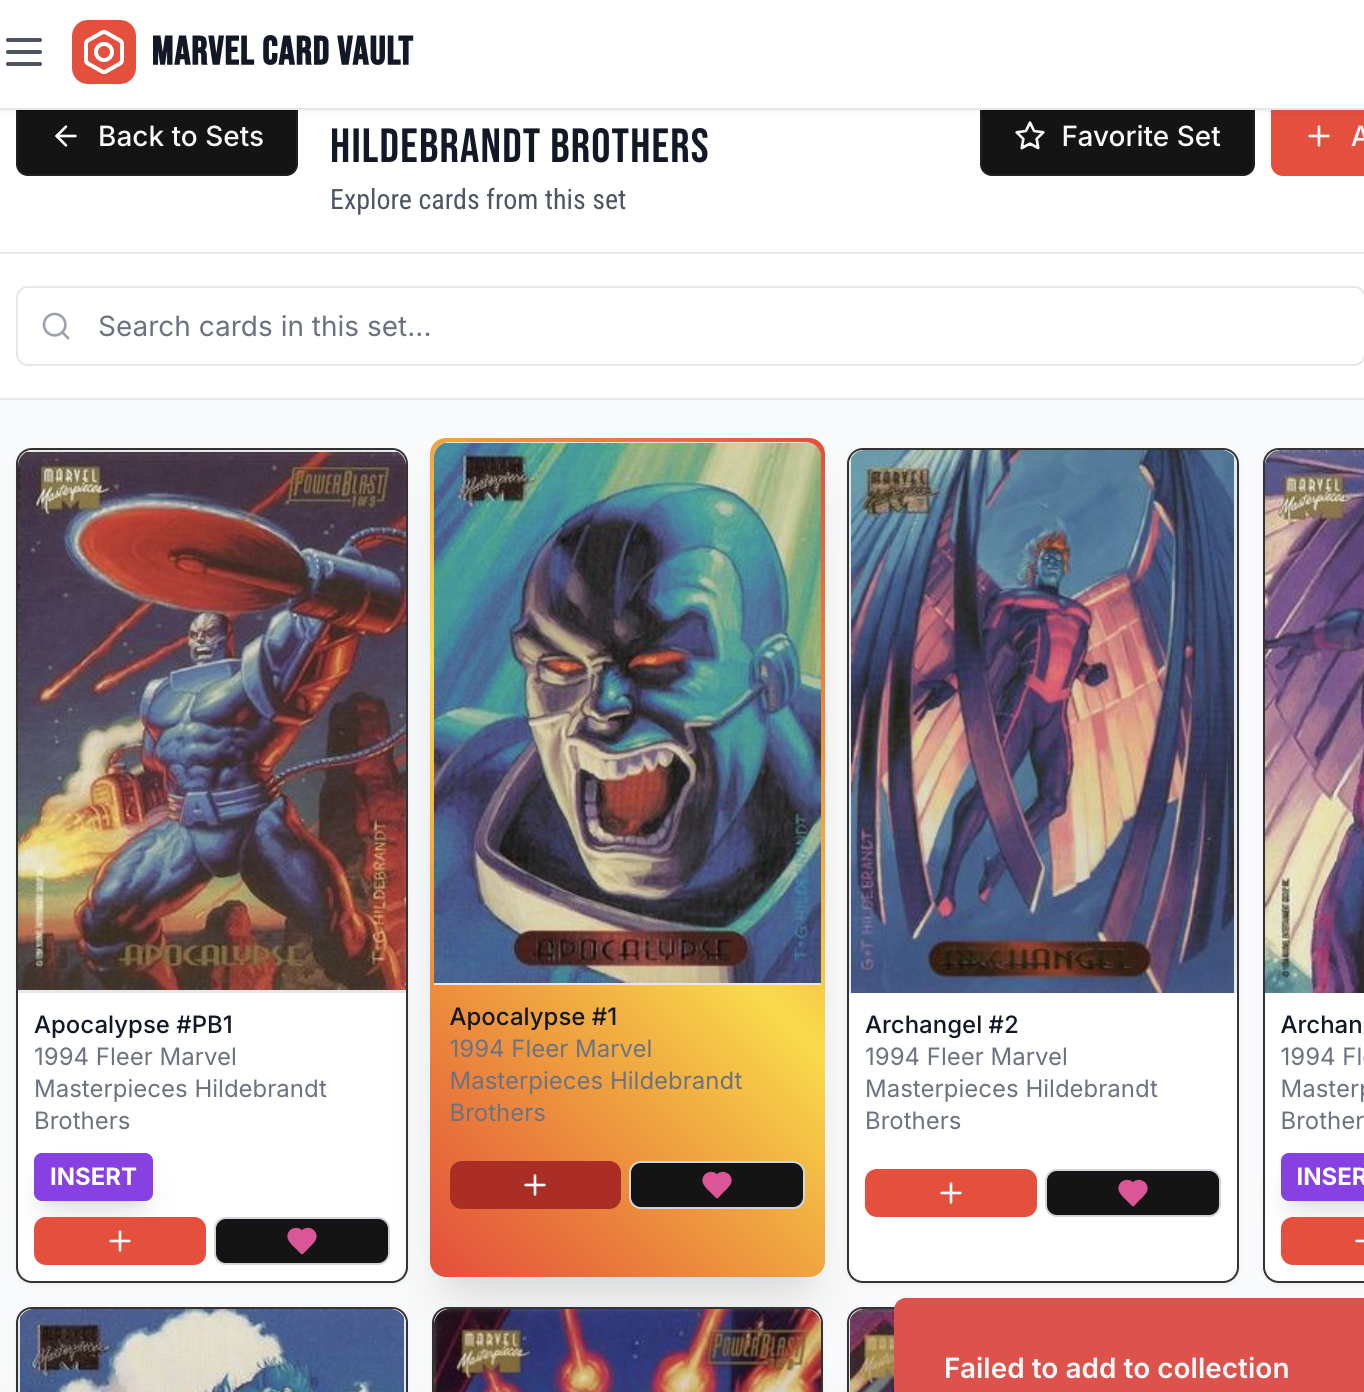 MARVEL CARD VAULT
Back to Sets
HILDEBRANDT BROTHERS
Explore cards from this set
Favorite Set
Search cards in this set...
MARVEL
Masterpieces
POWERBLAST
1 OF 9
T+G HILDEBRANDT
APOCALYPSE
Masterpieces
T+G HILDEBRANDT
APOCALYPSE
MARVEL
Masterpieces
G+T HILDEBRANDT
ARCHANGEL
MARVEL
Masterpieces
Apocalypse #PB1
1994 Fleer Marvel
Masterpieces Hildebrandt
Brothers
INSERT
Apocalypse #1
1994 Fleer Marvel
Masterpieces Hildebrandt
Brothers
Archangel #2
1994 Fleer Marvel
Masterpieces Hildebrandt
Brothers
Archan
1994 Fl
Masterp
Brother
INSER
MARVEL
Masterpieces
MARVEL
Masterpieces
POWERBLAST
MARVEL
Failed to add to collection